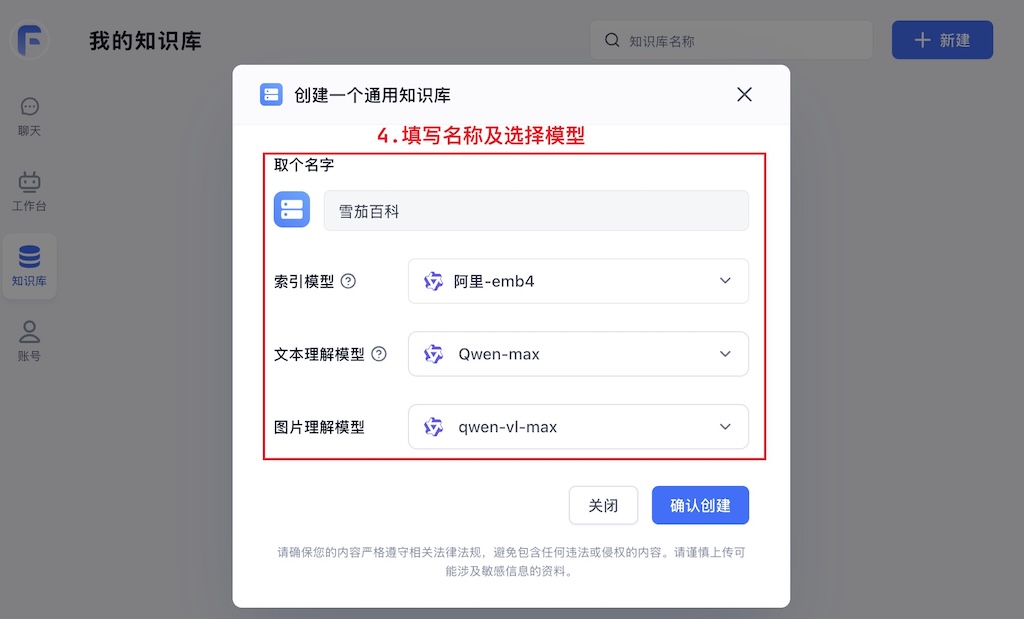 我的知识库
知识库名称
新建
聊天
工作台
知识库
账号
创建一个通用知识库
4.填写名称及选择模型
取个名字
雪茄百科
索引模型
阿里-emb4
文本理解模型
Qwen-max
图片理解模型
qwen-vl-max
关闭
确认创建
请确保您的内容严格遵守相关法律法规，避免包含任何违法或侵权的内容。请谨慎上传可
能涉及敏感信息的资料。